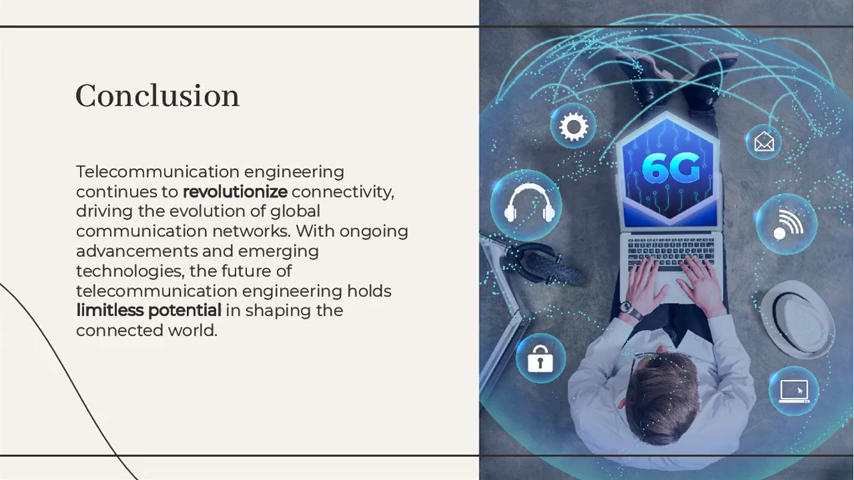 Conclusion
Telecommunication engineering
continues to revolutionize connectivity,
driving the evolution of global
communication networks. With ongoing
advancements and emerging
technologies, the future of
telecommunication engineering holds
limitless potential in shaping the
connected world.
6G